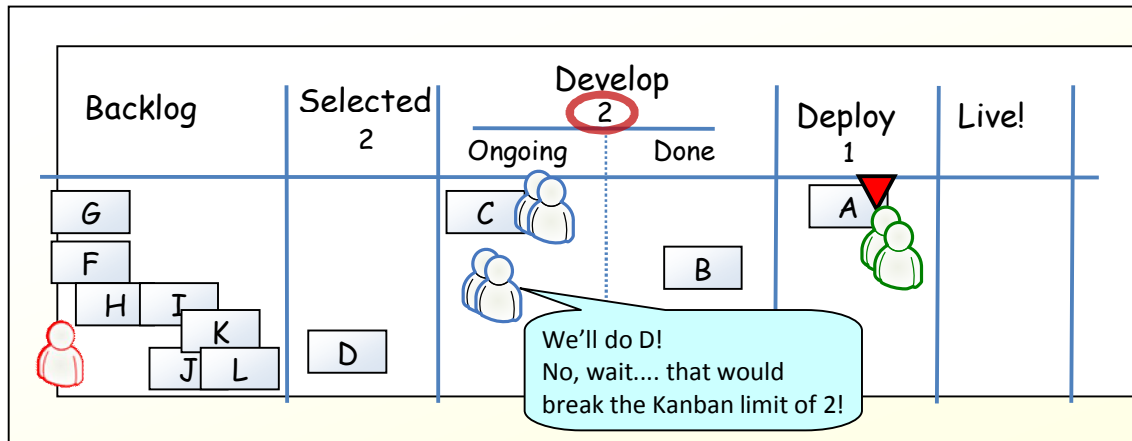 Backlog
Selected
2
Develop
2
Ongoing
Done
Deploy
1
Live!
G
F
H
I
K
J
L
D
C
B
A
We’ll do D!
No, wait.... that would
break the Kanban limit of 2!